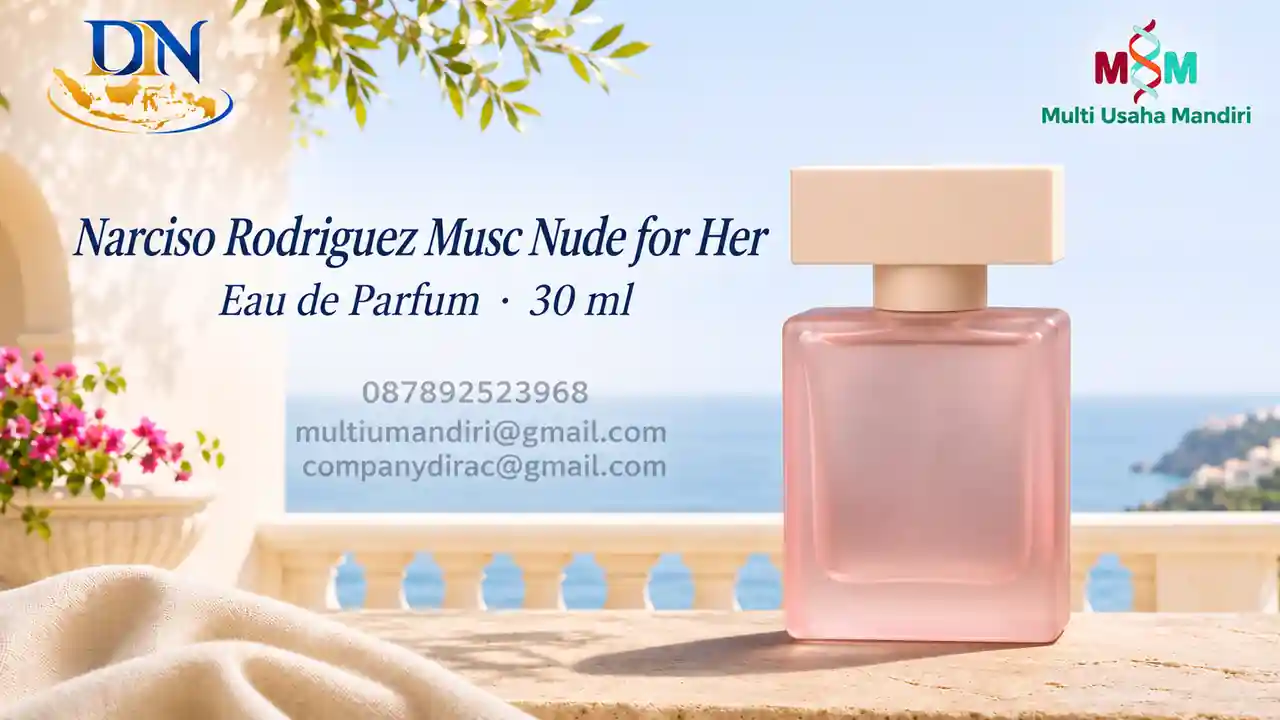 DN
MSM
Multi Usaha Mandiri
Narciso Rodriguez Musc Nude for Her
Eau de Parfum · 30 ml
087892523968
multiumandiri@gmail.com
companydirac@gmail.com